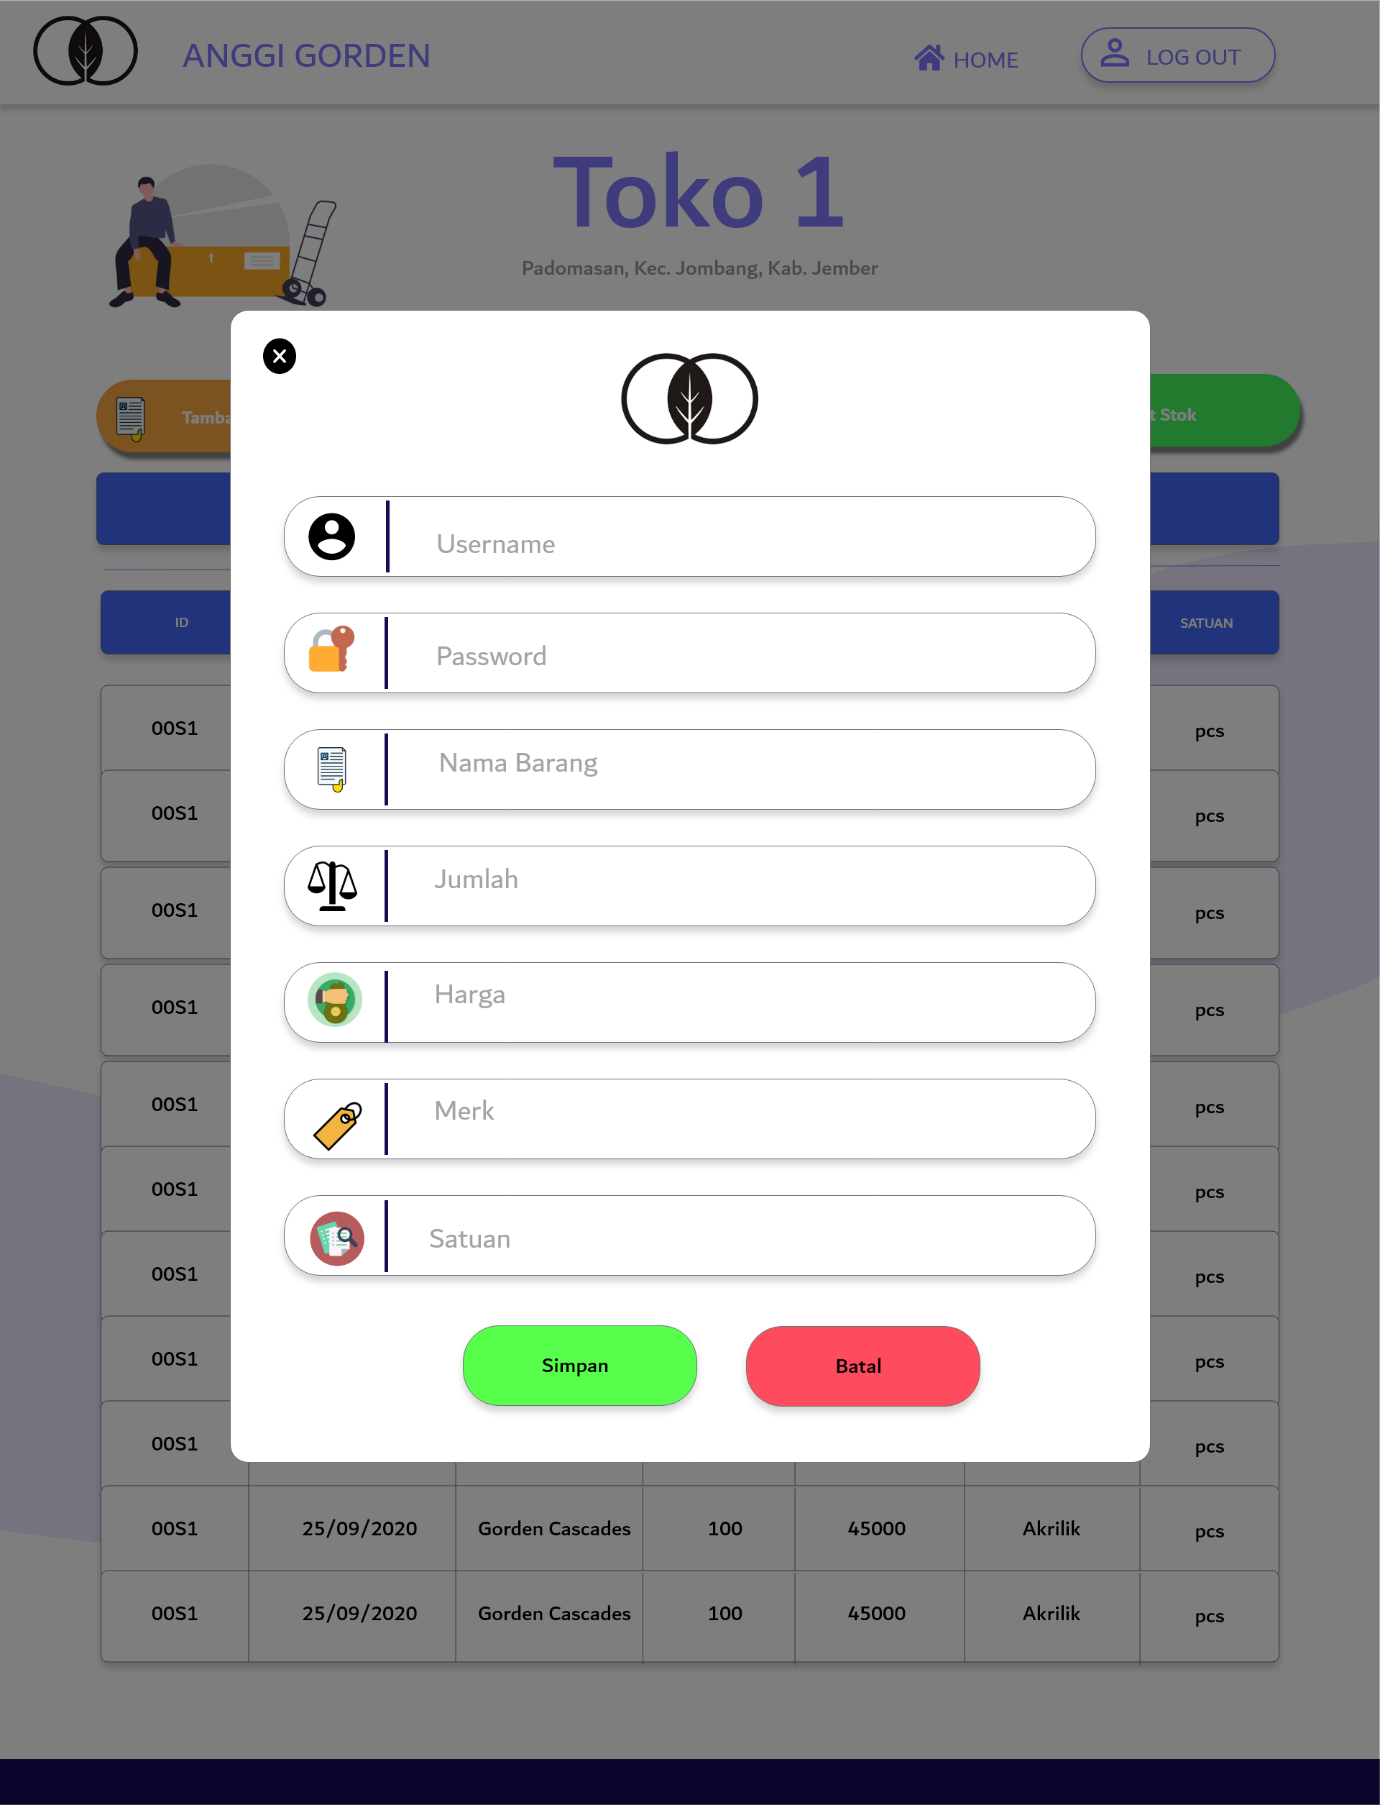 ANGGI GORDEN
HOME
LOG OUT
Toko 1
Padomasan, Kec. Jombang, Kab. Jember
Stok
Username
Password
Nama Barang
Jumlah
Harga
Merk
Satuan
Simpan
Batal
ID
SATUAN
00S1
pcs
00S1
pcs
00S1
pcs
00S1
pcs
00S1
pcs
00S1
pcs
00S1
pcs
00S1
pcs
00S1
pcs
00S1 25/09/2020 Gorden Cascades 100 45000 Akrilik pcs
00S1 25/09/2020 Gorden Cascades 100 45000 Akrilik pcs